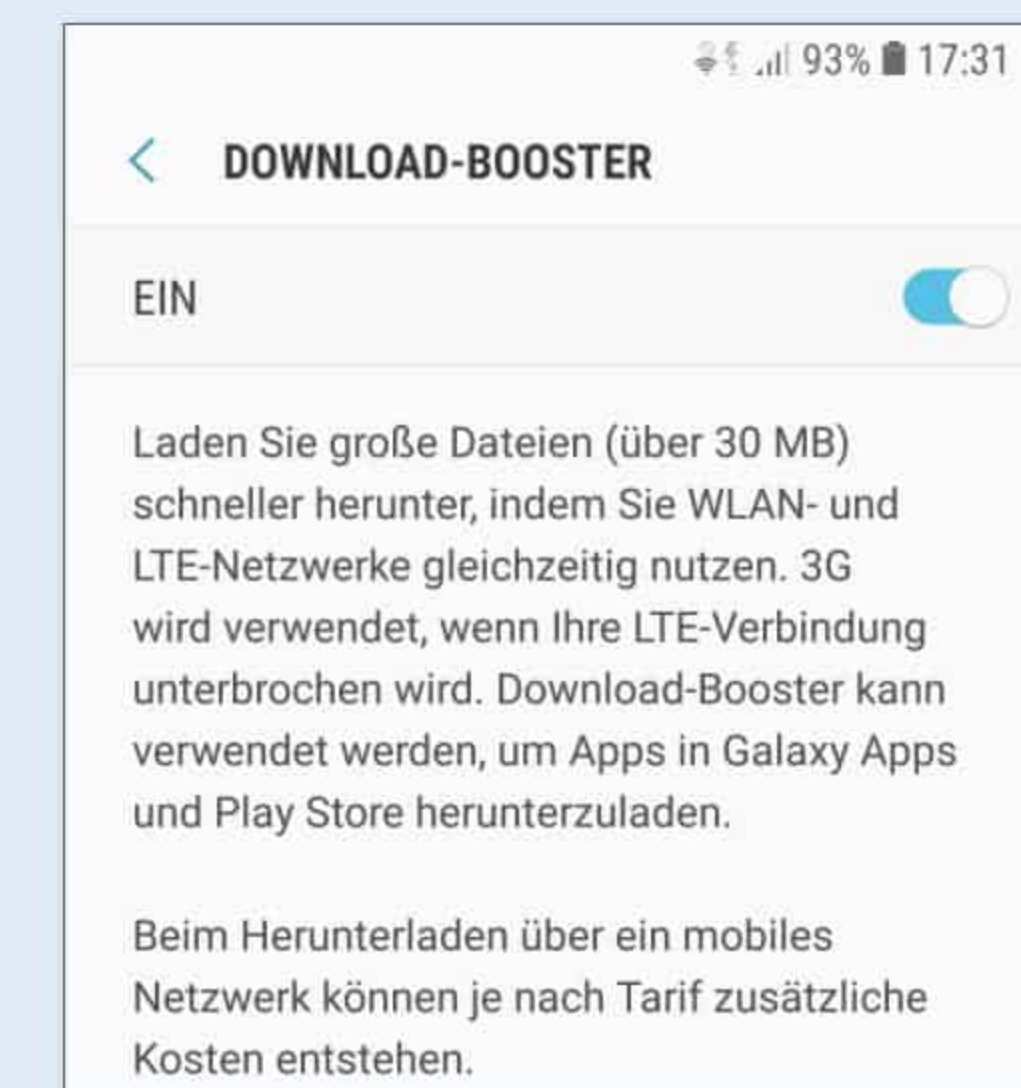 93% 17:31
DOWNLOAD-BOOSTER
EIN
Laden Sie große Dateien (über 30 MB)
schneller herunter, indem Sie WLAN- und
LTE-Netzwerke gleichzeitig nutzen. 3G
wird verwendet, wenn Ihre LTE-Verbindung
unterbrochen wird. Download-Booster kann
verwendet werden, um Apps in Galaxy Apps
und Play Store herunterzuladen.
Beim Herunterladen über ein mobiles
Netzwerk können je nach Tarif zusätzliche
Kosten entstehen.